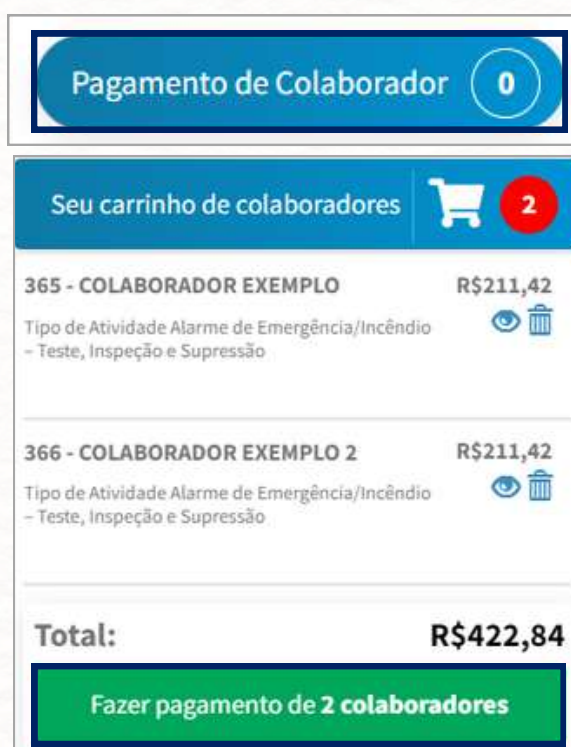 Pagamento de Colaborador 0
Seu carrinho de colaboradores 2
365 - COLABORADOR EXEMPLO R$211,42
Tipo de Atividade Alarme de Emergência/Incêndio
– Teste, Inspeção e Supressão
366 - COLABORADOR EXEMPLO 2 R$211,42
Tipo de Atividade Alarme de Emergência/Incêndio
– Teste, Inspeção e Supressão
Total: R$422,84
Fazer pagamento de 2 colaboradores